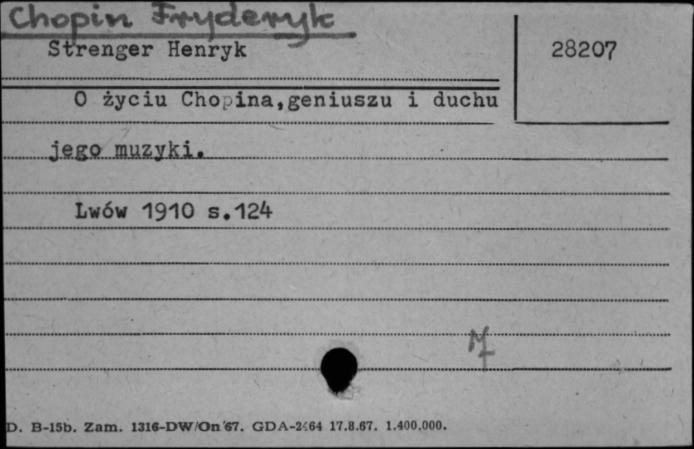 Chopin Fryderyk
Strenger Henryk
28207
O życiu Chopina,geniuszu i duchu
jego muzyki.
Lwów 1910 s.124
D. B-15b. Zam. 1316-DW/On 67. GDA-2464 17.8.67. 1.400.000.